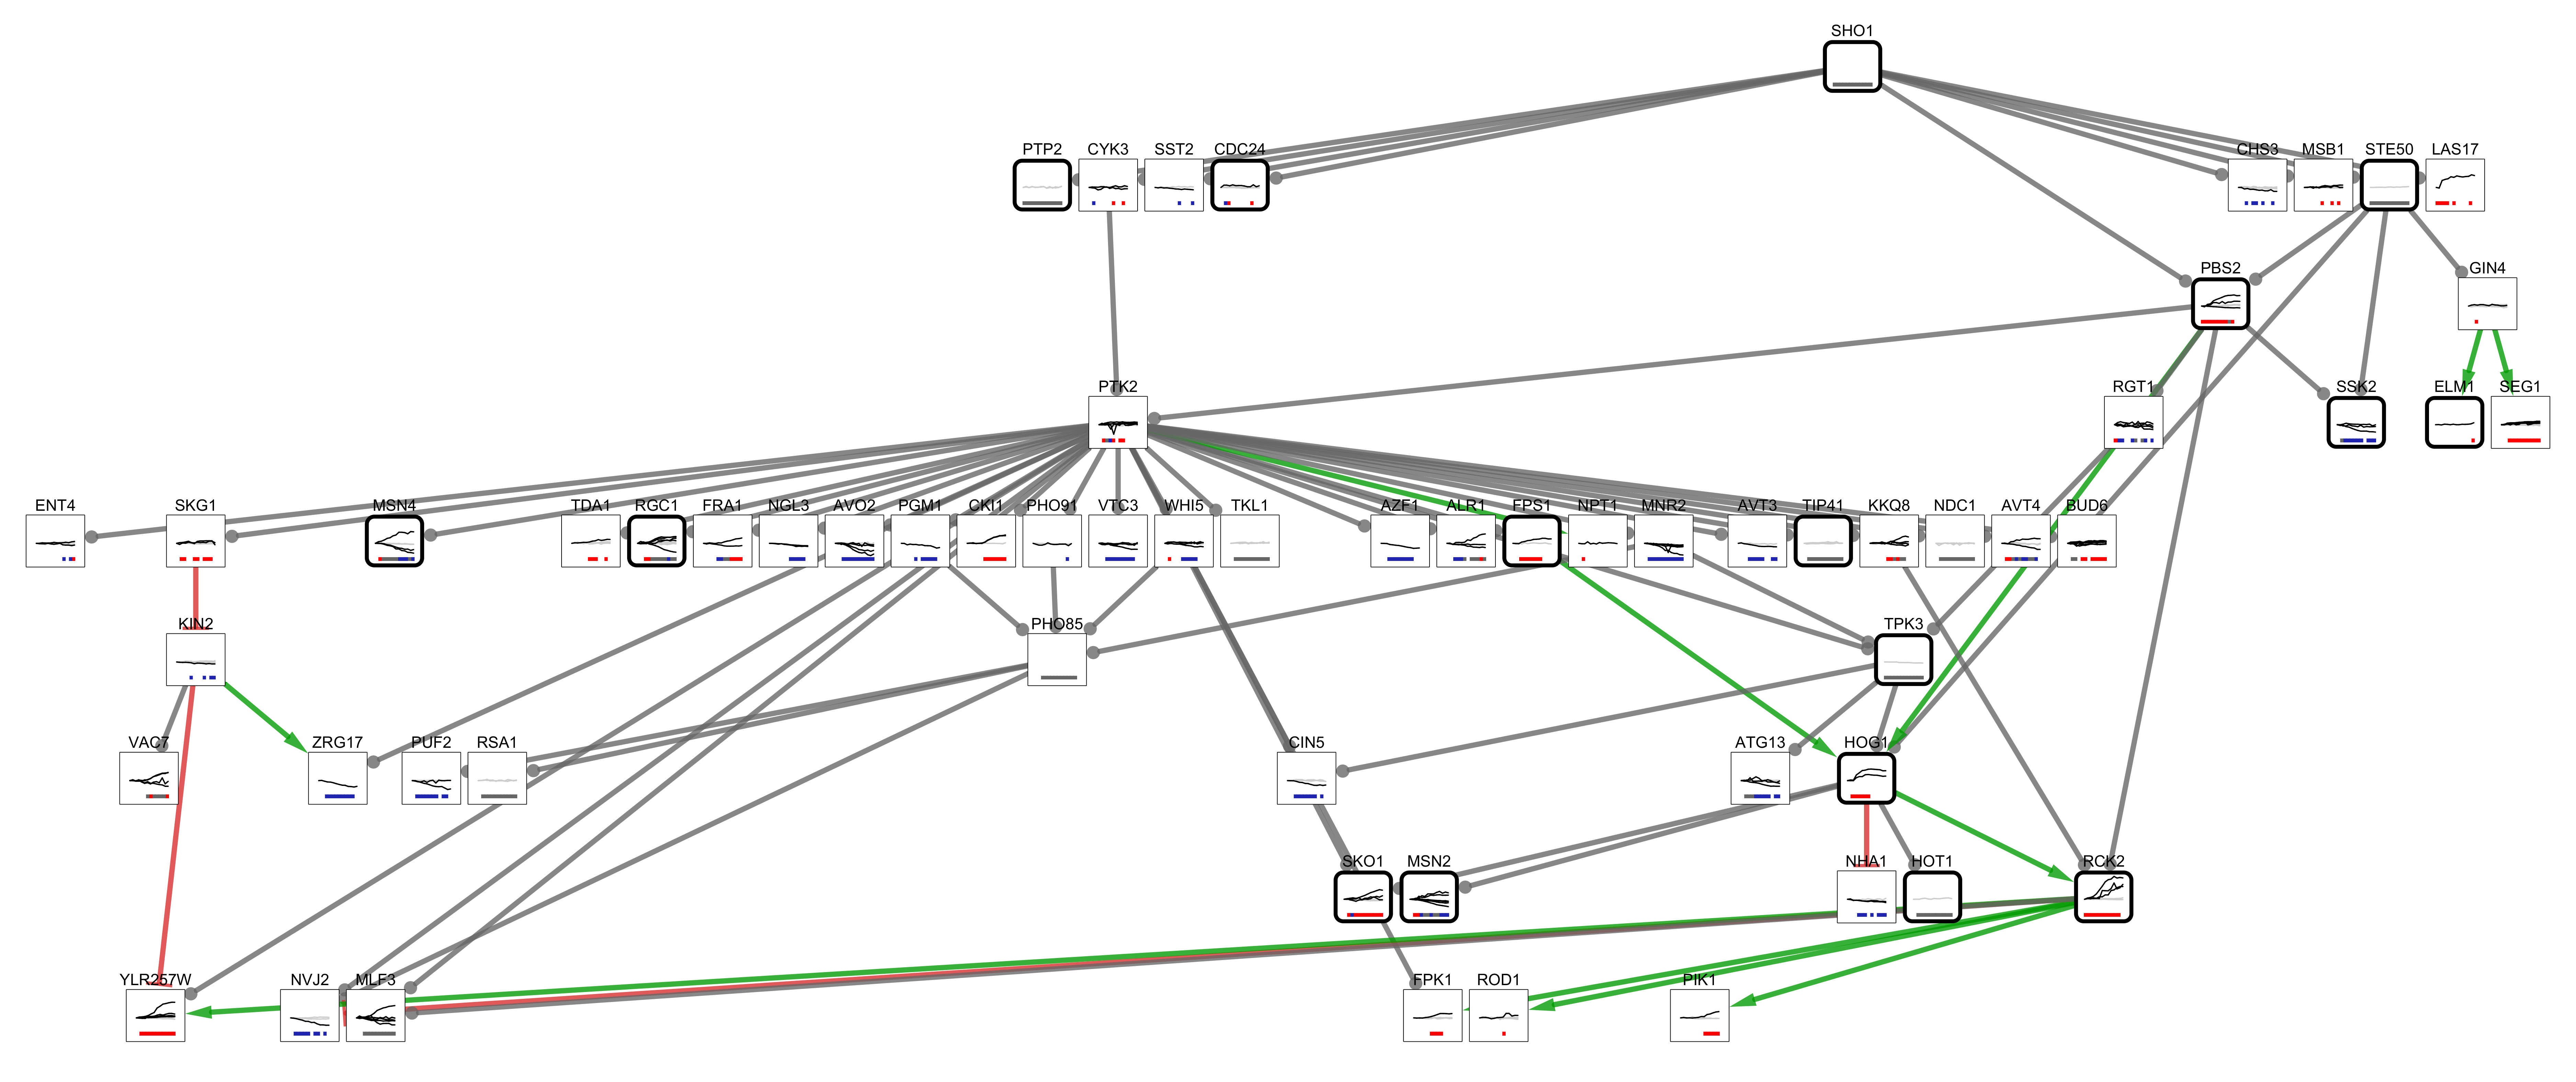 SHO1
PTP2 CYK3 SST2 CDC24 CHS3 MSB1 STE50 LAS17
PBS2 GIN4
PTK2 RGT1 SSK2 ELM1 SEG1
ENT4 SKG1 MSN4 TDA1 RGC1 FRA1 NGL3 AVO2 PGM1 CKI1 PHO91 VTC3 WHI5 TKL1 AZF1 ALR1 FPS1 NPT1 MNR2 AVT3 TIP41 KKQ8 NDC1 AVT4 BUD6
KIN2 PHO85 TPK3
VAC7 ZRG17 PUF2 RSA1 CIN5 ATG13 HOG1
SKO1 MSN2 NHA1 HOT1 RCK2
YLR257W NVJ2 MLF3 FPK1 ROD1 PIK1